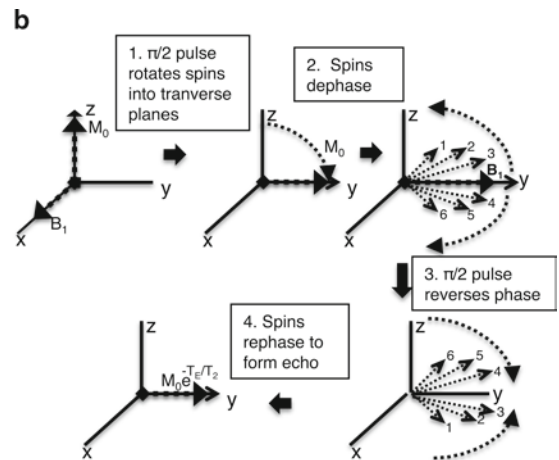 b
1. π/2 pulse
rotates spins
into tranverse
planes
z
M0
y
B1
x
z
M0
y
x
2. Spins
dephase
z
1
2
3
B1
y
4
5
6
x
3. π/2 pulse
reverses phase
z
6
5
4
y
3
2
1
x
4. Spins
rephase to
form echo
z
M0e-TE/T2
y
x